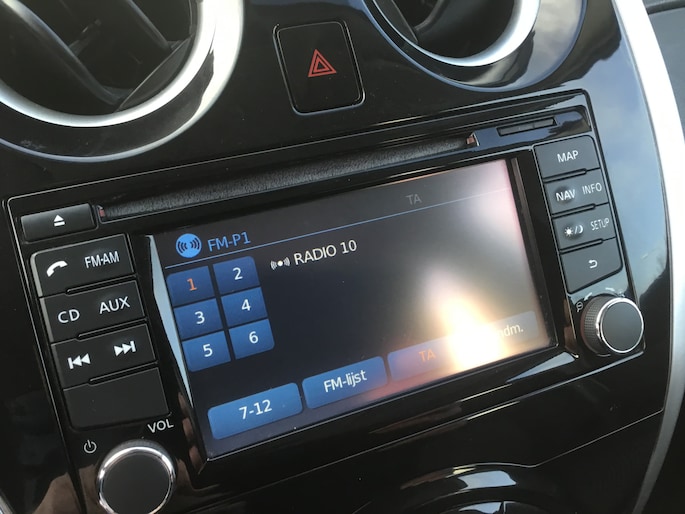 MAP
NAV INFO
SETUP
FM-AM
CD AUX
VOL
TA
FM-P1
RADIO 10
1 2
3 4
5 6
7-12 FM-lijst TA